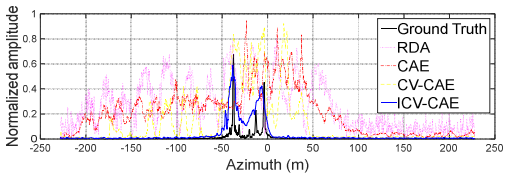 Normalized amplitude
1
0.8
0.6
0.4
0.2
0
-250 -200 -150 -100 -50 0 50 100 150 200 250
Azimuth (m)
Ground Truth
RDA
CAE
CV-CAE
ICV-CAE